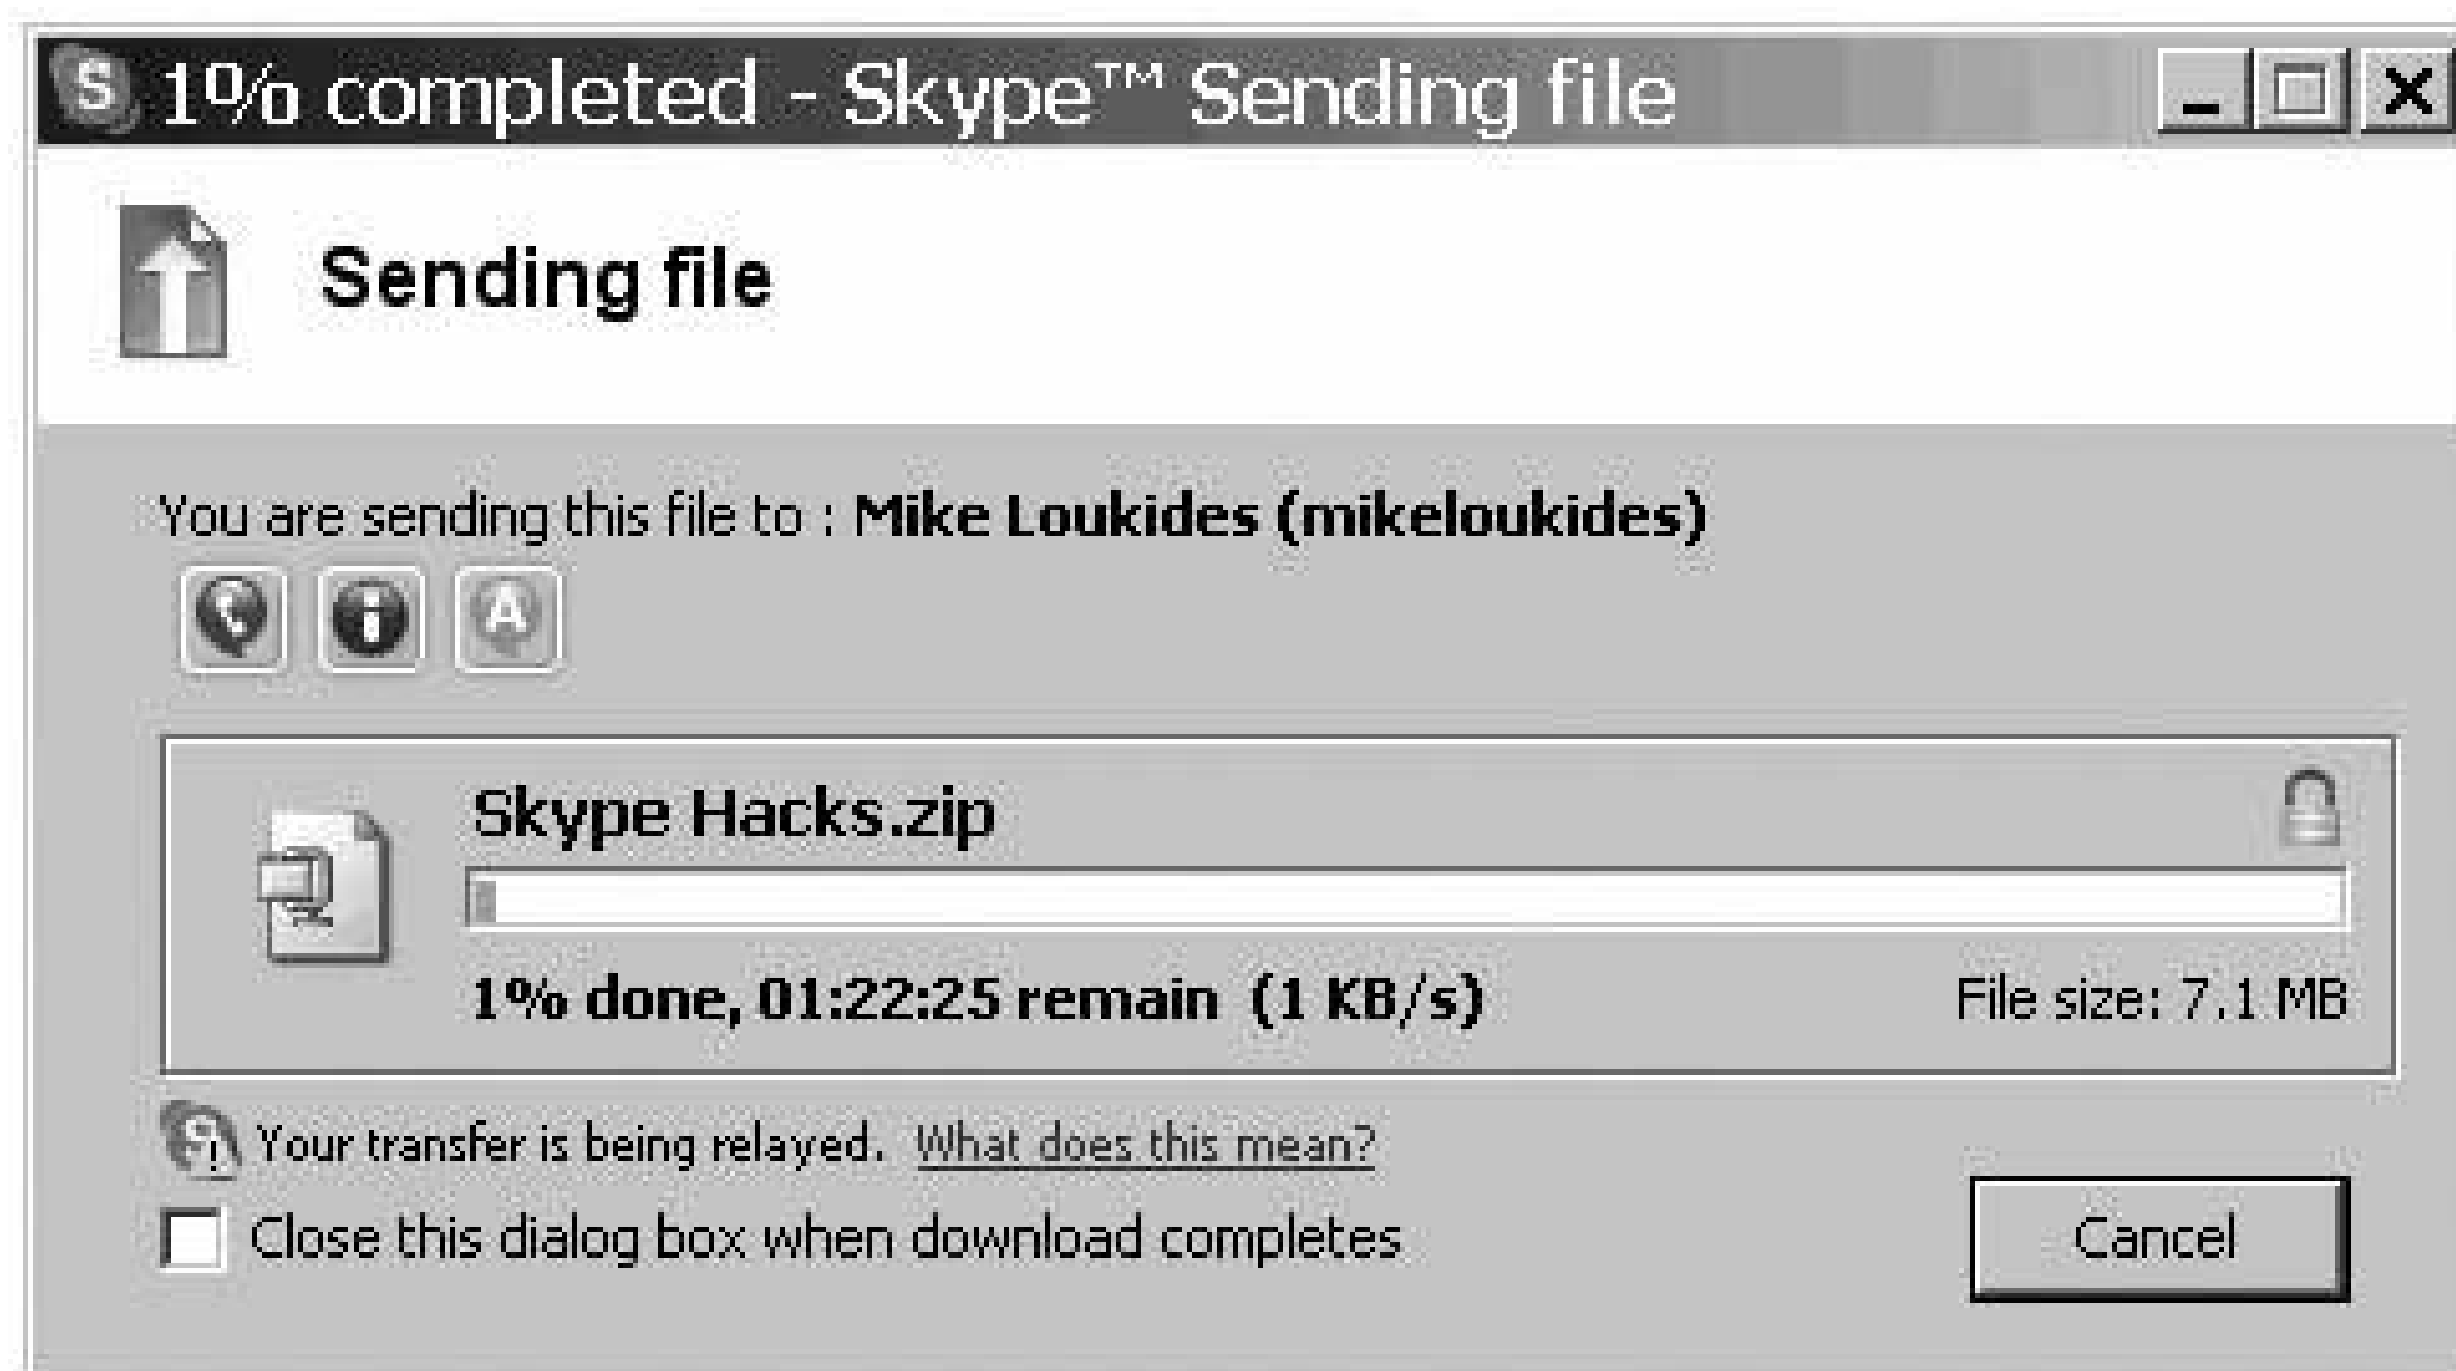 1% completed - Skype™ Sending file
Sending file
You are sending this file to : Mike Loukides (mikeloukides)
Skype Hacks.zip
1% done, 01:22:25 remain (1 KB/s)
File size: 7.1 MB
Your transfer is being relayed. What does this mean?
Close this dialog box when download completes
Cancel